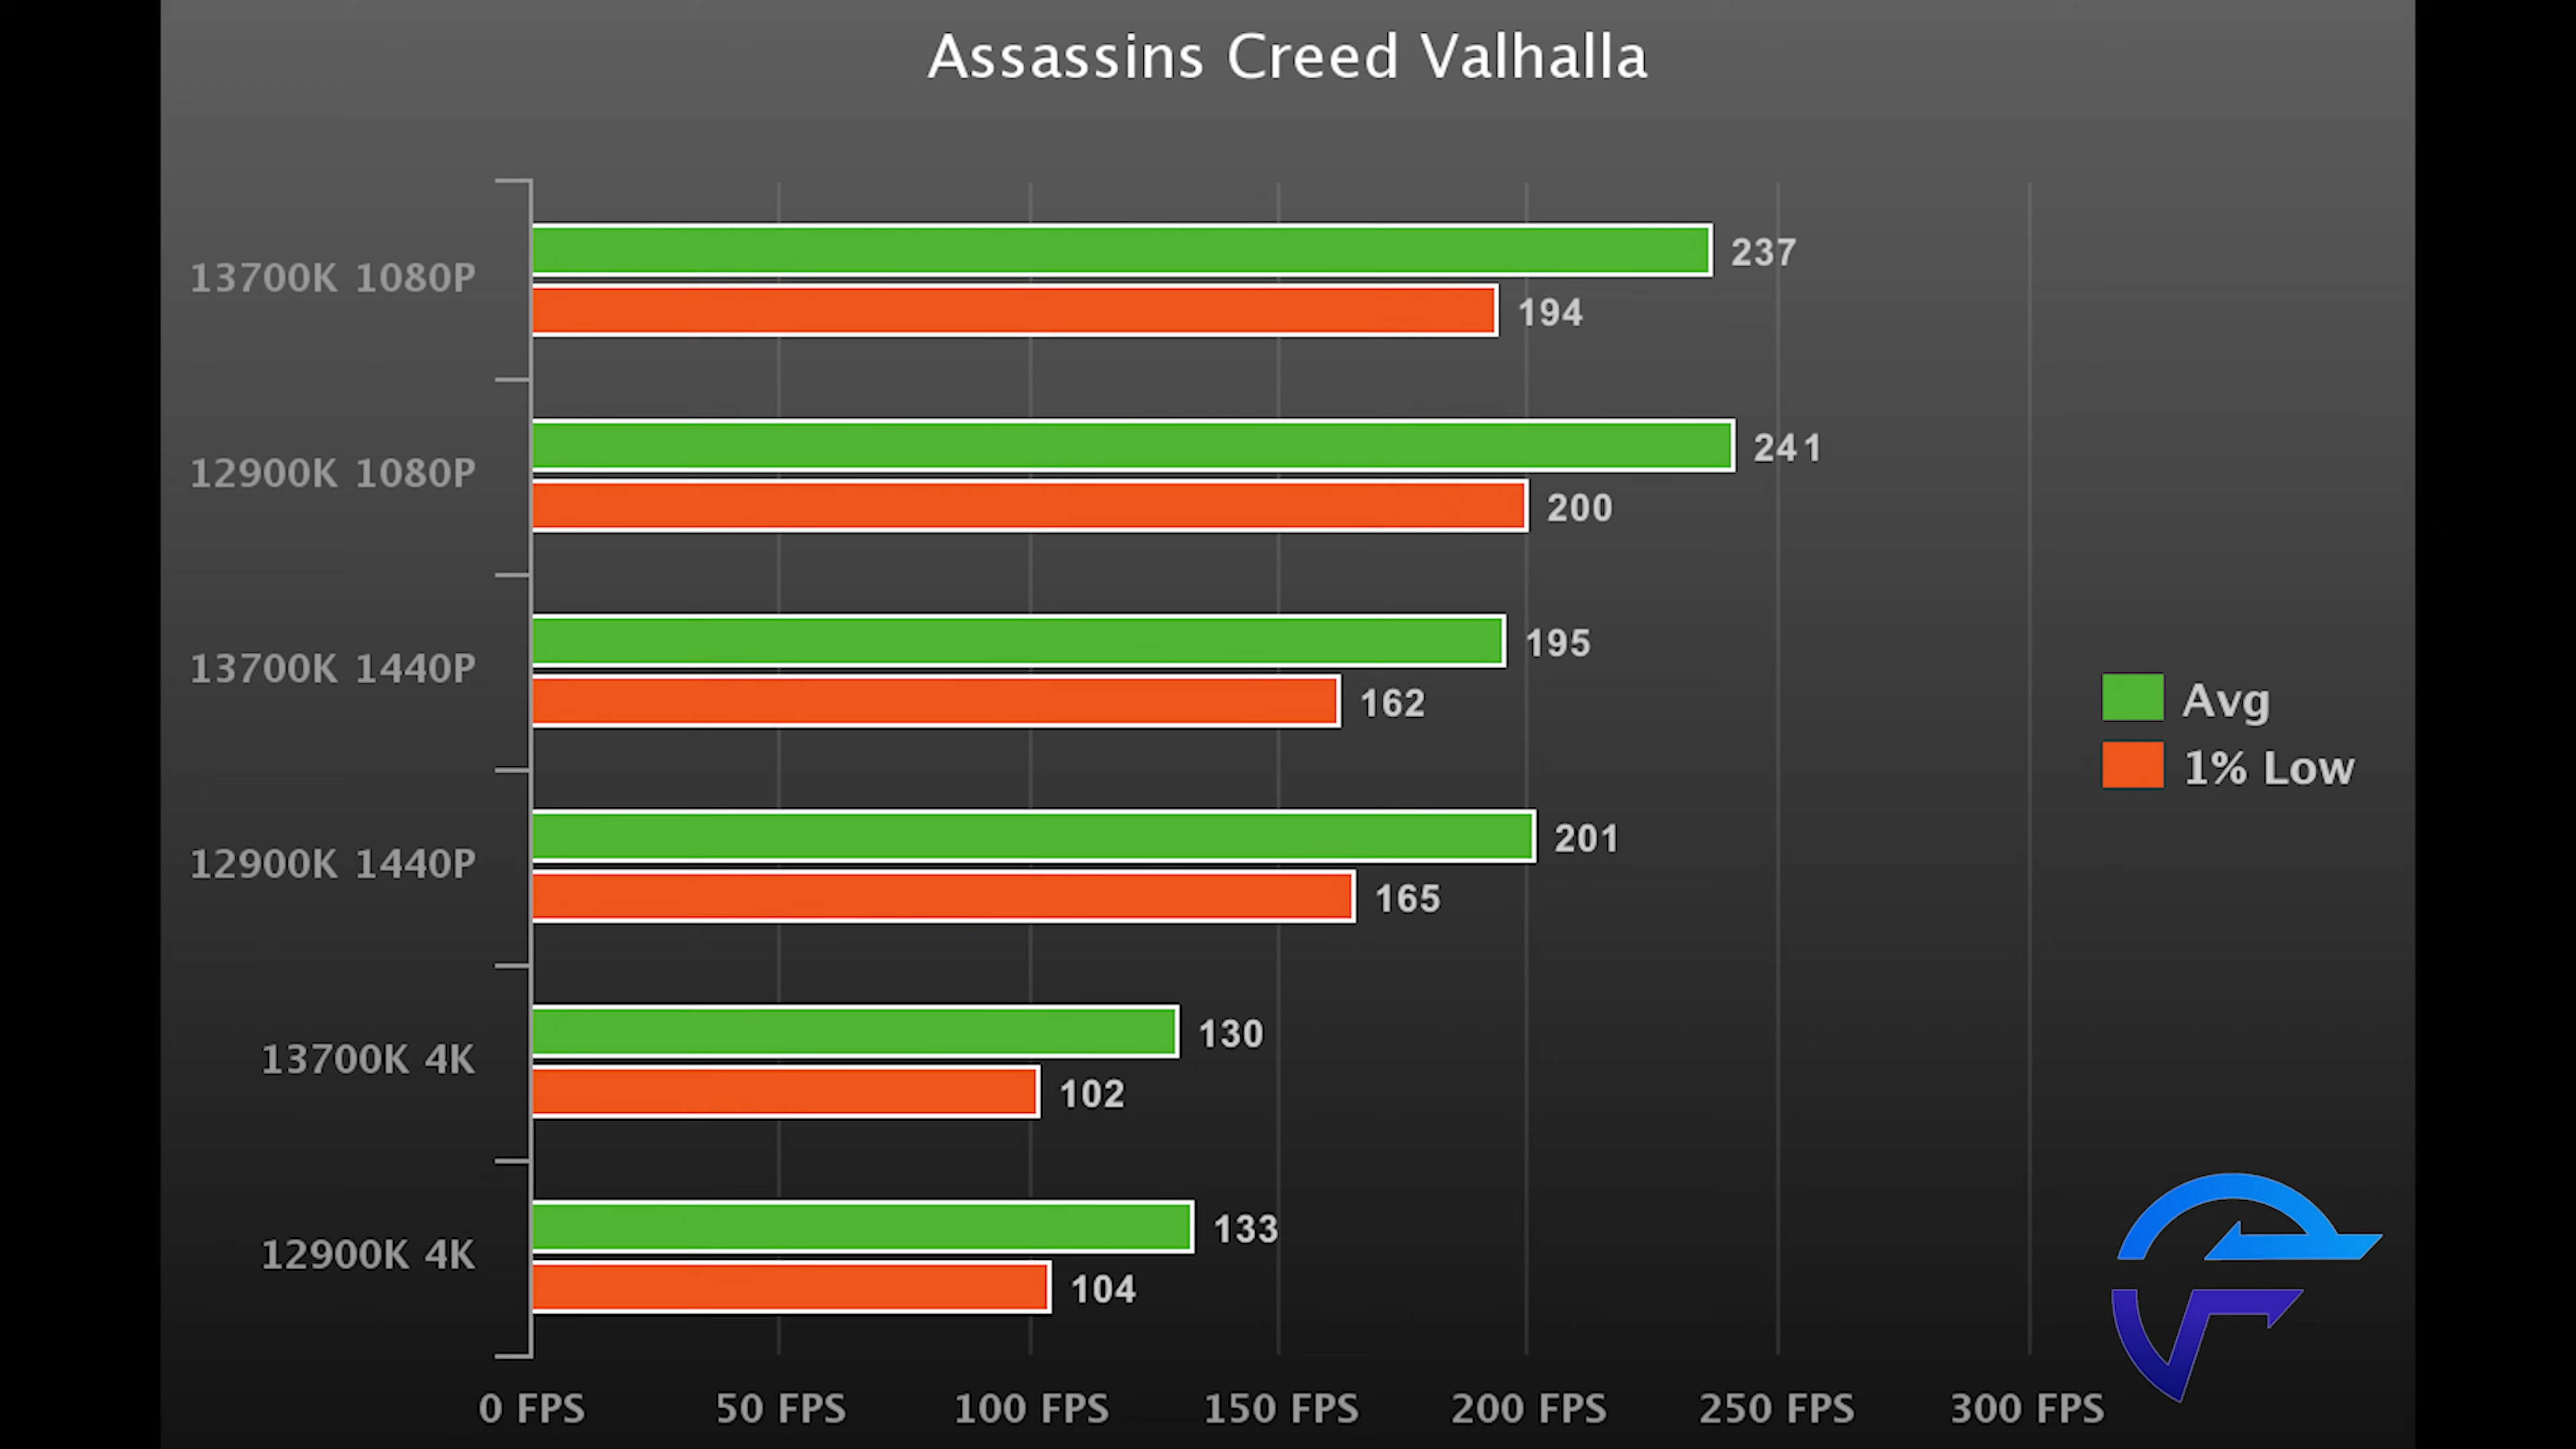 Assassins Creed Valhalla
13700K 1080P
237
194
12900K 1080P
241
200
13700K 1440P
195
162
12900K 1440P
201
165
13700K 4K
130
102
12900K 4K
133
104
Avg
1% Low
0 FPS 50 FPS 100 FPS 150 FPS 200 FPS 250 FPS 300 FPS